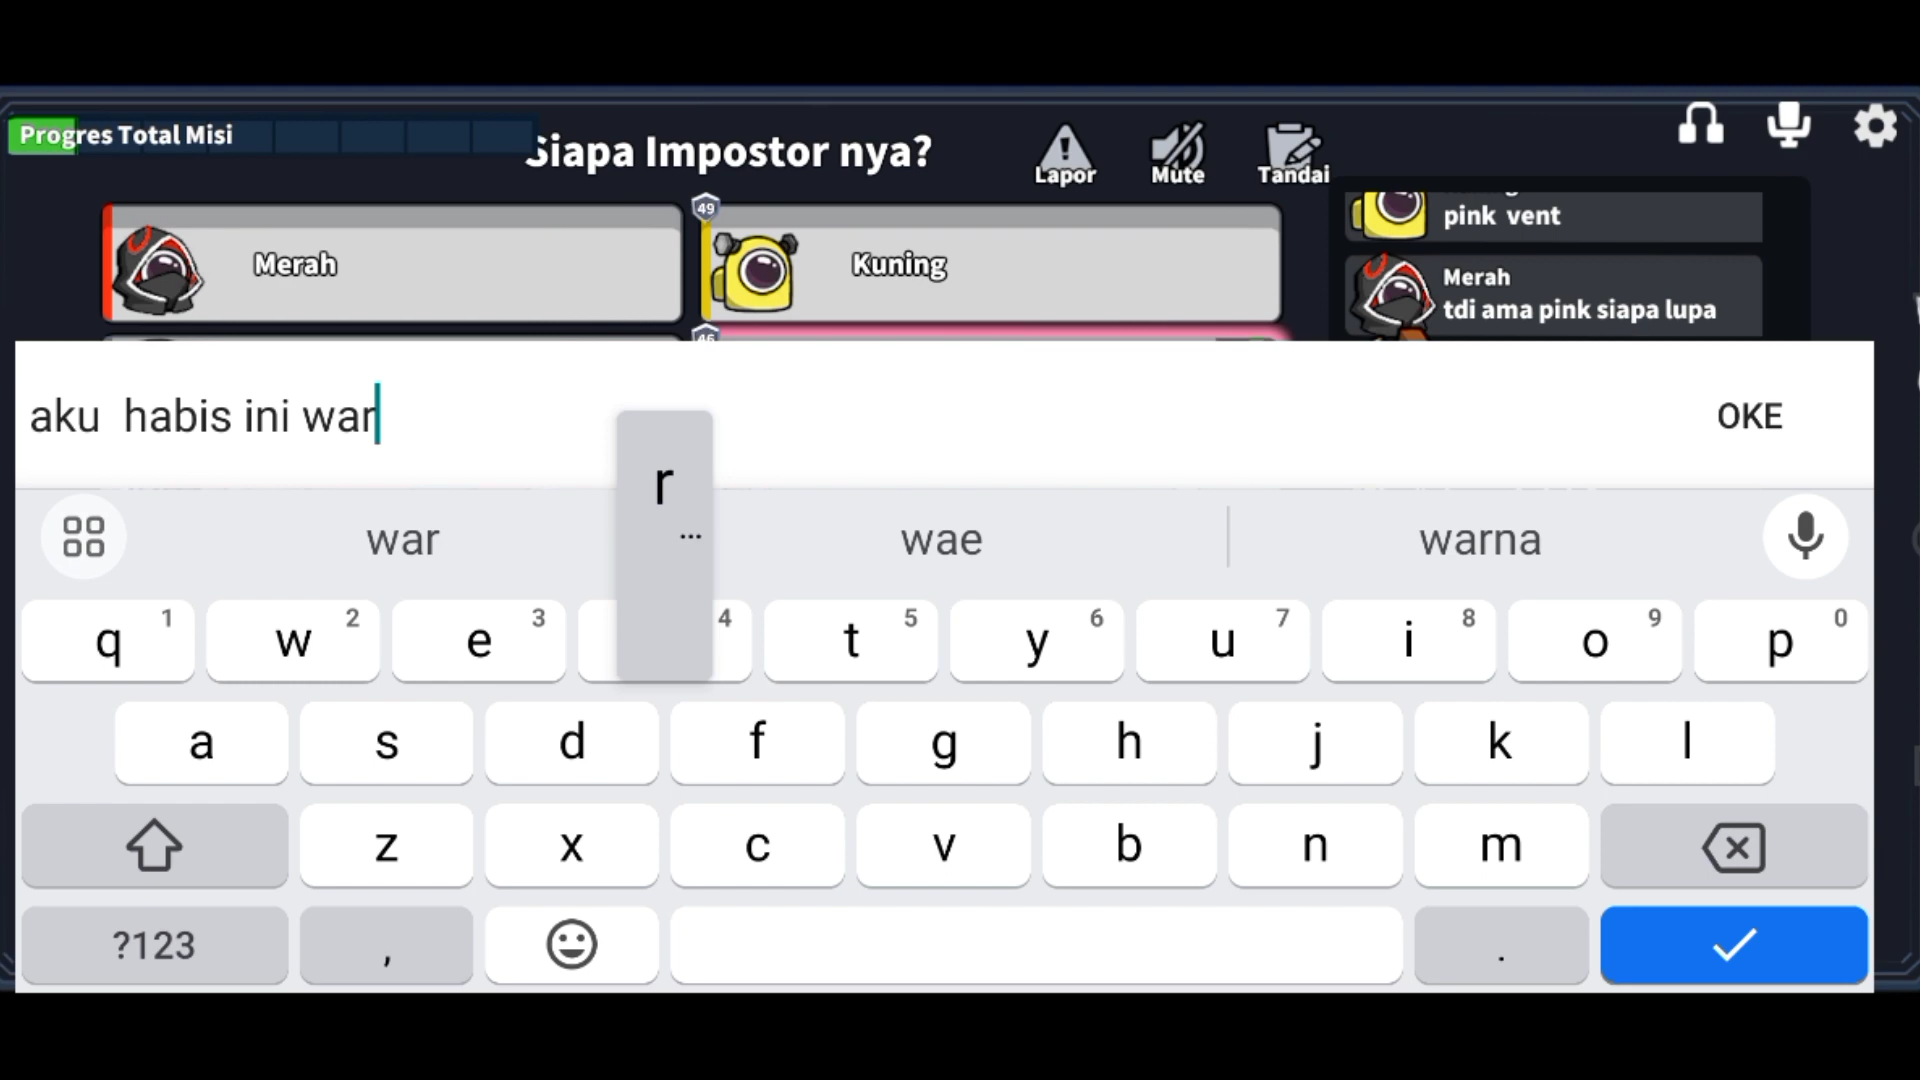 Progres Total Misi
Siapa Impostor nya?
Lapor
Mute
Tandai
49
Merah
Kuning
pink vent
Merah
tdi ama pink siapa lupa
46
aku  habis ini war
OKE
r
...
war
wae
warna
q 1 w 2 e 3 4 t 5 y 6 u 7 i 8 o 9 p 0
a s d f g h j k l
z x c v b n m
?123 , .